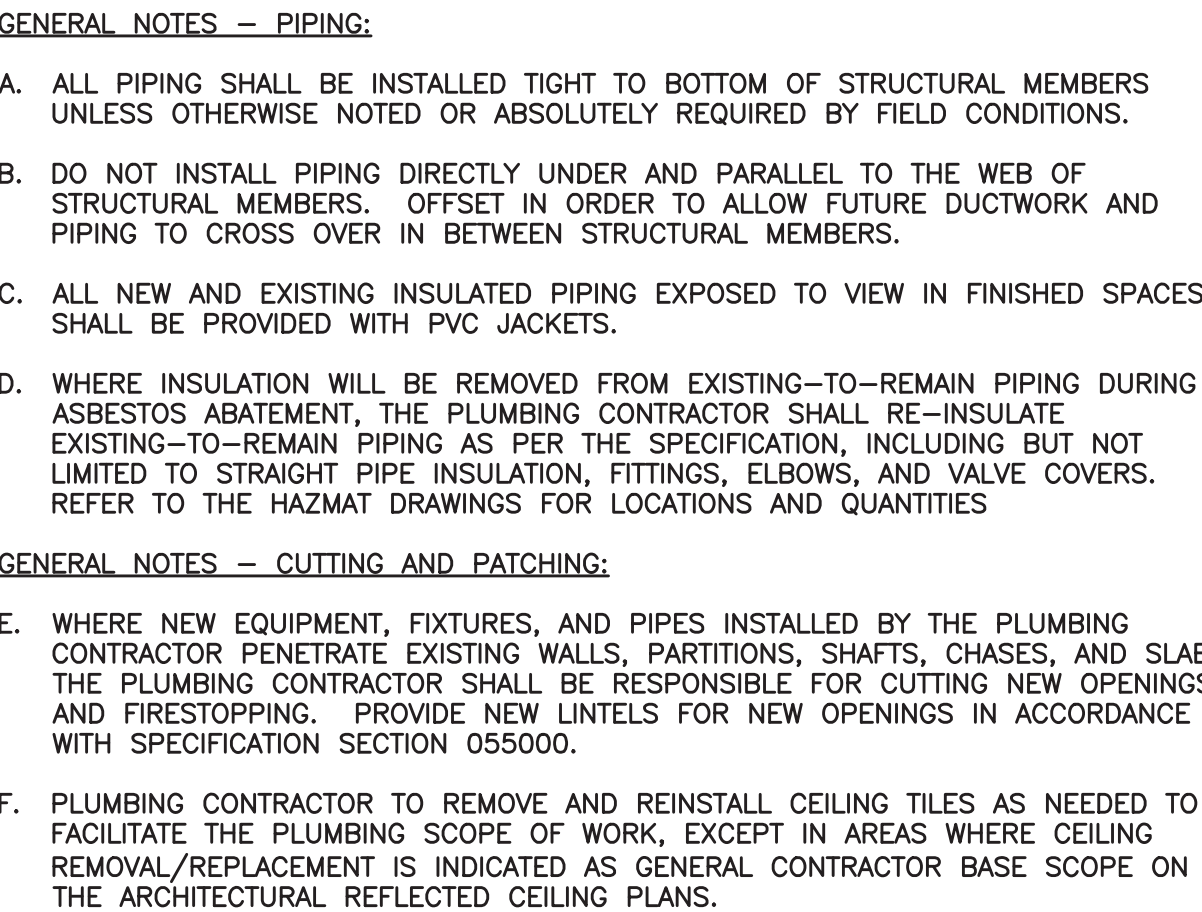 GENERAL NOTES – PIPING:
A. ALL PIPING SHALL BE INSTALLED TIGHT TO BOTTOM OF STRUCTURAL MEMBERS
UNLESS OTHERWISE NOTED OR ABSOLUTELY REQUIRED BY FIELD CONDITIONS.
B. DO NOT INSTALL PIPING DIRECTLY UNDER AND PARALLEL TO THE WEB OF
STRUCTURAL MEMBERS. OFFSET IN ORDER TO ALLOW FUTURE DUCTWORK AND
PIPING TO CROSS OVER IN BETWEEN STRUCTURAL MEMBERS.
C. ALL NEW AND EXISTING INSULATED PIPING EXPOSED TO VIEW IN FINISHED SPACES
SHALL BE PROVIDED WITH PVC JACKETS.
D. WHERE INSULATION WILL BE REMOVED FROM EXISTING–TO–REMAIN PIPING DURING
ASBESTOS ABATEMENT, THE PLUMBING CONTRACTOR SHALL RE–INSULATE
EXISTING–TO–REMAIN PIPING AS PER THE SPECIFICATION, INCLUDING BUT NOT
LIMITED TO STRAIGHT PIPE INSULATION, FITTINGS, ELBOWS, AND VALVE COVERS.
REFER TO THE HAZMAT DRAWINGS FOR LOCATIONS AND QUANTITIES
GENERAL NOTES – CUTTING AND PATCHING:
E. WHERE NEW EQUIPMENT, FIXTURES, AND PIPES INSTALLED BY THE PLUMBING
CONTRACTOR PENETRATE EXISTING WALLS, PARTITIONS, SHAFTS, CHASES, AND
THE PLUMBING CONTRACTOR SHALL BE RESPONSIBLE FOR CUTTING NEW OPENINGS
AND FIRESTOPPING. PROVIDE NEW LINTELS FOR NEW OPENINGS IN ACCORDANCE
WITH SPECIFICATION SECTION 055000.
F. PLUMBING CONTRACTOR TO REMOVE AND REINSTALL CEILING TILES AS NEEDED TO
FACILITATE THE PLUMBING SCOPE OF WORK, EXCEPT IN AREAS WHERE CEILING
REMOVAL/REPLACEMENT IS INDICATED AS GENERAL CONTRACTOR BASE SCOPE ON
THE ARCHITECTURAL REFLECTED CEILING PLANS.